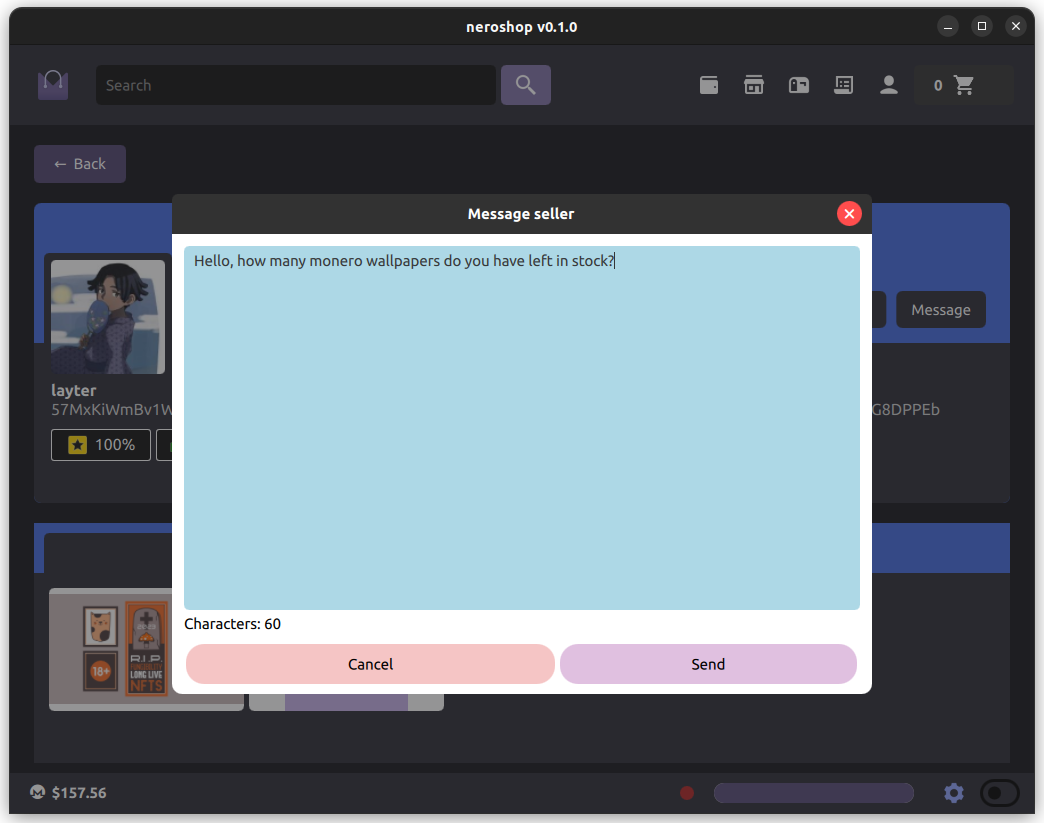 neroshop v0.1.0
Search
0
← Back
Message seller
Hello, how many monero wallpapers do you have left in stock?
Message
layter
57MxKiWmBv1W
G8DPPEb
100%
R.I.P.
FUNGIBILITY
LONG LIVE
NFTS
18+
Characters: 60
Cancel
Send
$157.56